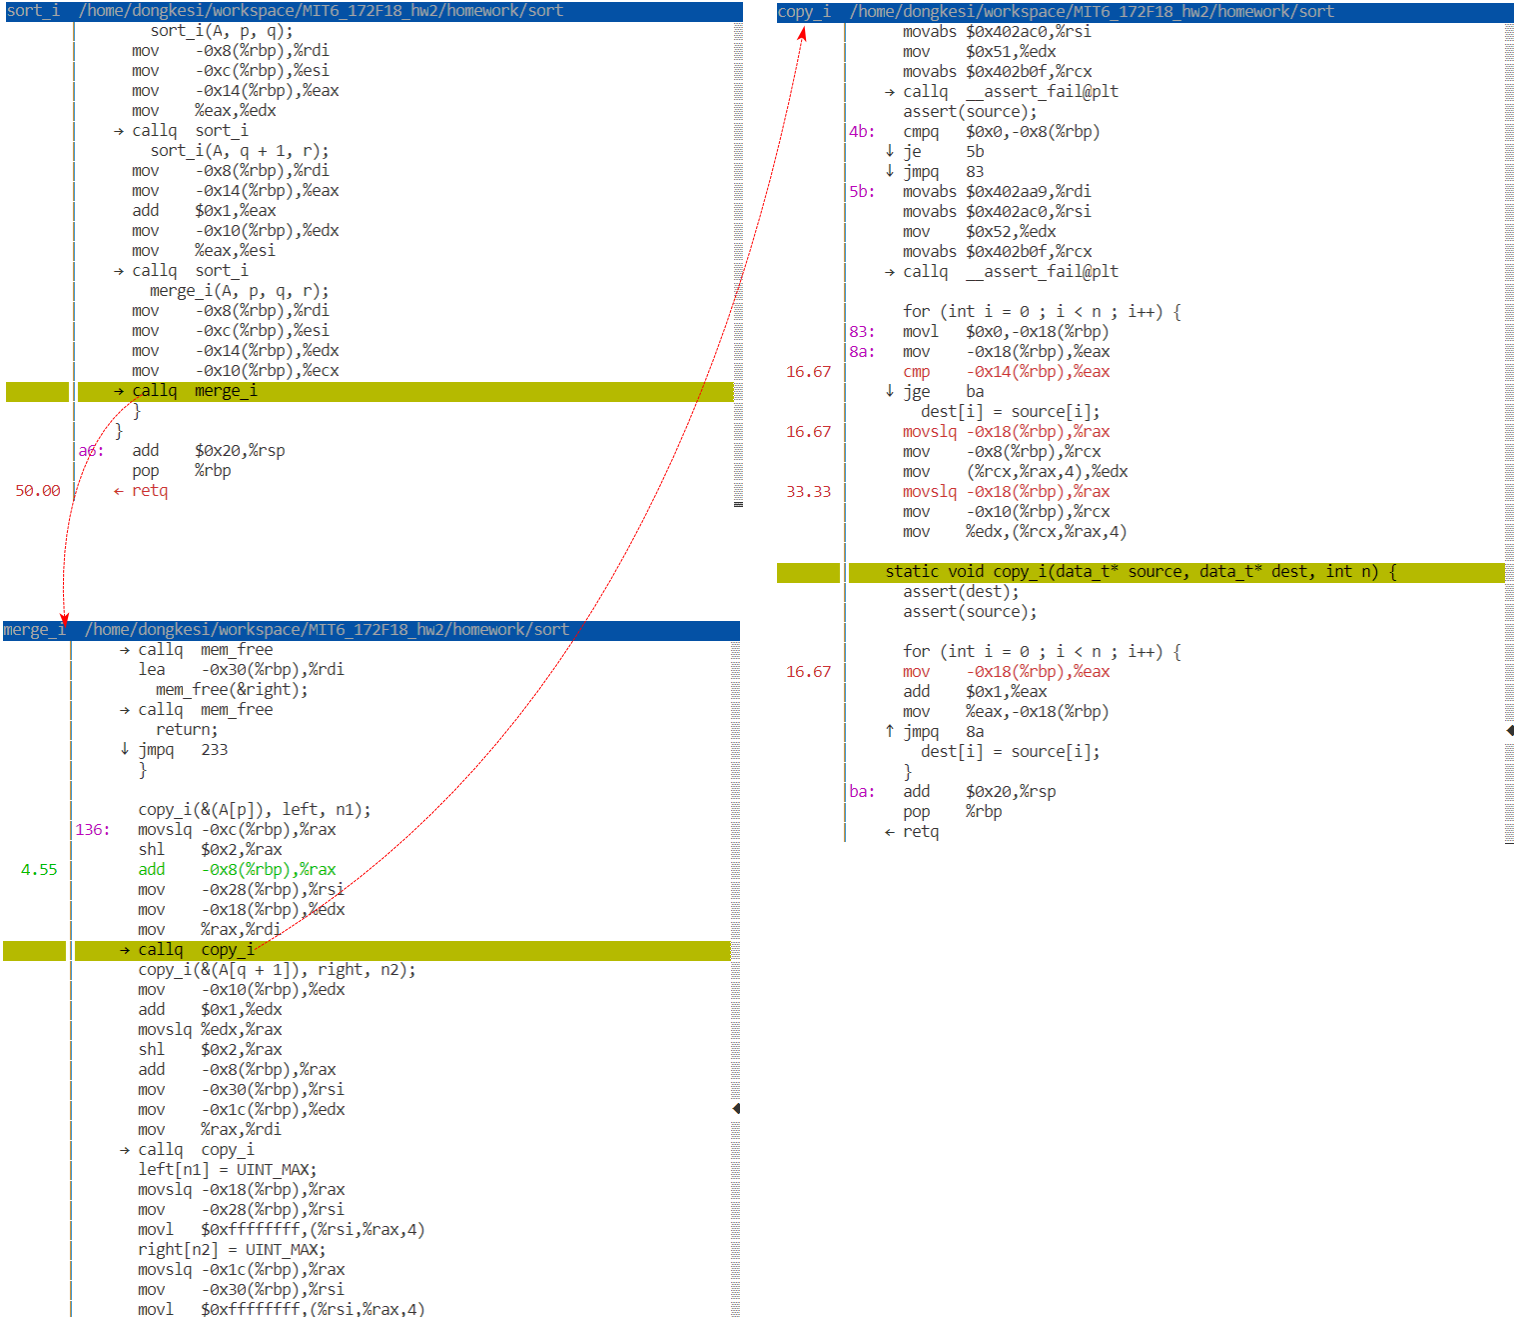 sort_i  /home/dongkesi/workspace/MIT6_172F18_hw2/homework/sort
sort_i(A, p, q);
mov    -0x8(%rbp),%rdi
mov    -0xc(%rbp),%esi
mov    -0x14(%rbp),%eax
mov    %eax,%edx
→ callq  sort_i
sort_i(A, q + 1, r);
mov    -0x8(%rbp),%rdi
mov    -0x14(%rbp),%eax
add    $0x1,%eax
mov    -0x10(%rbp),%edx
mov    %eax,%esi
→ callq  sort_i
merge_i(A, p, q, r);
mov    -0x8(%rbp),%rdi
mov    -0xc(%rbp),%esi
mov    -0x14(%rbp),%edx
mov    -0x10(%rbp),%ecx
→ callq  merge_i
}
}
a6:   add    $0x20,%rsp
pop    %rbp
50.00   ← retq
merge_i  /home/dongkesi/workspace/MIT6_172F18_hw2/homework/sort
→ callq  mem_free
lea    -0x30(%rbp),%rdi
mem_free(&right);
→ callq  mem_free
return;
↓ jmpq   233
}
copy_i(&(A[p]), left, n1);
136:   movslq -0xc(%rbp),%rax
shl    $0x2,%rax
4.55   add    -0x8(%rbp),%rax
mov    -0x28(%rbp),%rsi
mov    -0x18(%rbp),%edx
mov    %rax,%rdi
→ callq  copy_i
copy_i(&(A[q + 1]), right, n2);
mov    -0x10(%rbp),%edx
add    $0x1,%edx
movslq %edx,%rax
shl    $0x2,%rax
add    -0x8(%rbp),%rax
mov    -0x30(%rbp),%rsi
mov    -0x1c(%rbp),%edx
mov    %rax,%rdi
→ callq  copy_i
left[n1] = UINT_MAX;
movslq -0x18(%rbp),%rax
mov    -0x28(%rbp),%rsi
movl   $0xffffffff,(%rsi,%rax,4)
right[n2] = UINT_MAX;
movslq -0x1c(%rbp),%rax
mov    -0x30(%rbp),%rsi
movl   $0xffffffff,(%rsi,%rax,4)
copy_i  /home/dongkesi/workspace/MIT6_172F18_hw2/homework/sort
movabs $0x402ac0,%rsi
mov    $0x51,%edx
movabs $0x402b0f,%rcx
→ callq  __assert_fail@plt
assert(source);
4b:   cmpq   $0x0,-0x8(%rbp)
↓ je     5b
↓ jmpq   83
5b:   movabs $0x402aa9,%rdi
movabs $0x402ac0,%rsi
mov    $0x52,%edx
movabs $0x402b0f,%rcx
→ callq  __assert_fail@plt
for (int i = 0 ; i < n ; i++) {
83:   movl   $0x0,-0x18(%rbp)
8a:   mov    -0x18(%rbp),%eax
16.67   cmp    -0x14(%rbp),%eax
↓ jge    ba
dest[i] = source[i];
16.67   movslq -0x18(%rbp),%rax
mov    -0x8(%rbp),%rcx
mov    (%rcx,%rax,4),%edx
33.33   movslq -0x18(%rbp),%rax
mov    -0x10(%rbp),%rcx
mov    %edx,(%rcx,%rax,4)
static void copy_i(data_t* source, data_t* dest, int n) {
assert(dest);
assert(source);
for (int i = 0 ; i < n ; i++) {
16.67   mov    -0x18(%rbp),%eax
add    $0x1,%eax
mov    %eax,-0x18(%rbp)
↑ jmpq   8a
dest[i] = source[i];
}
ba:   add    $0x20,%rsp
pop    %rbp
← retq